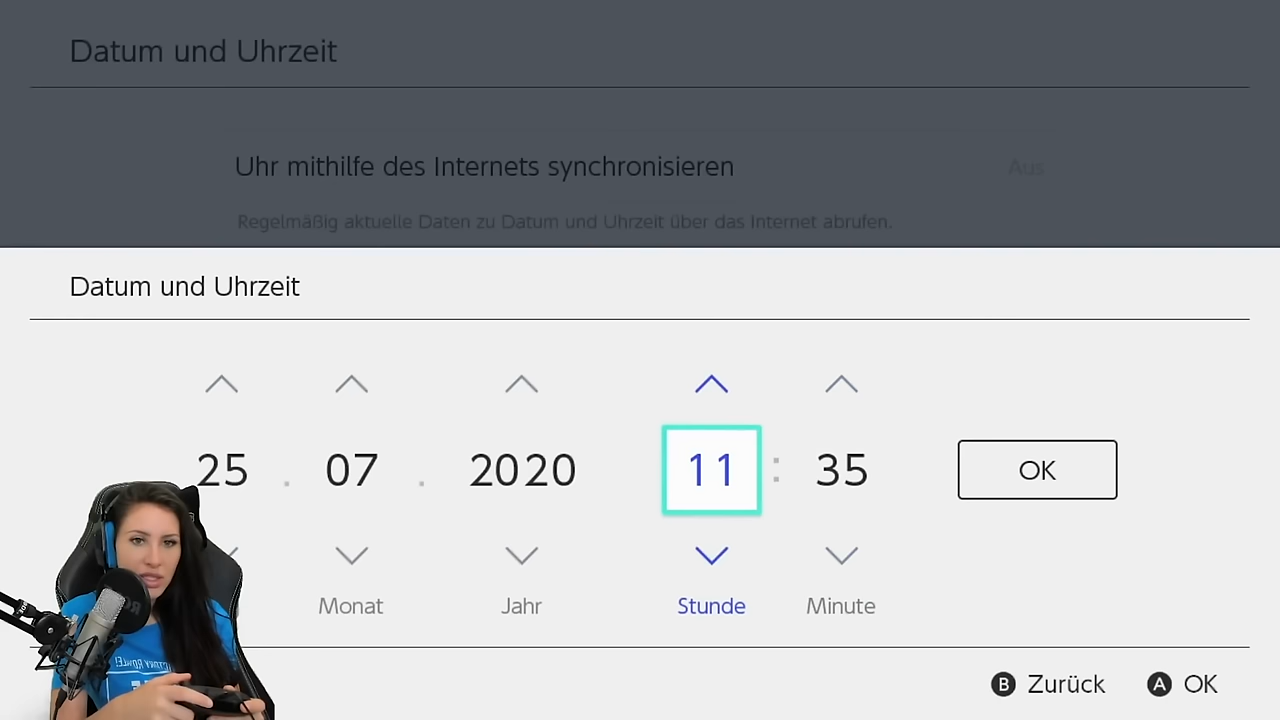 Datum und Uhrzeit
Uhr mithilfe des Internets synchronisieren Aus
Regelmäßig aktuelle Daten zu Datum und Uhrzeit über das Internet abrufen.
Datum und Uhrzeit
25 . 07 . 2020 11 : 35 OK
Monat Jahr Stunde Minute
B Zurück A OK